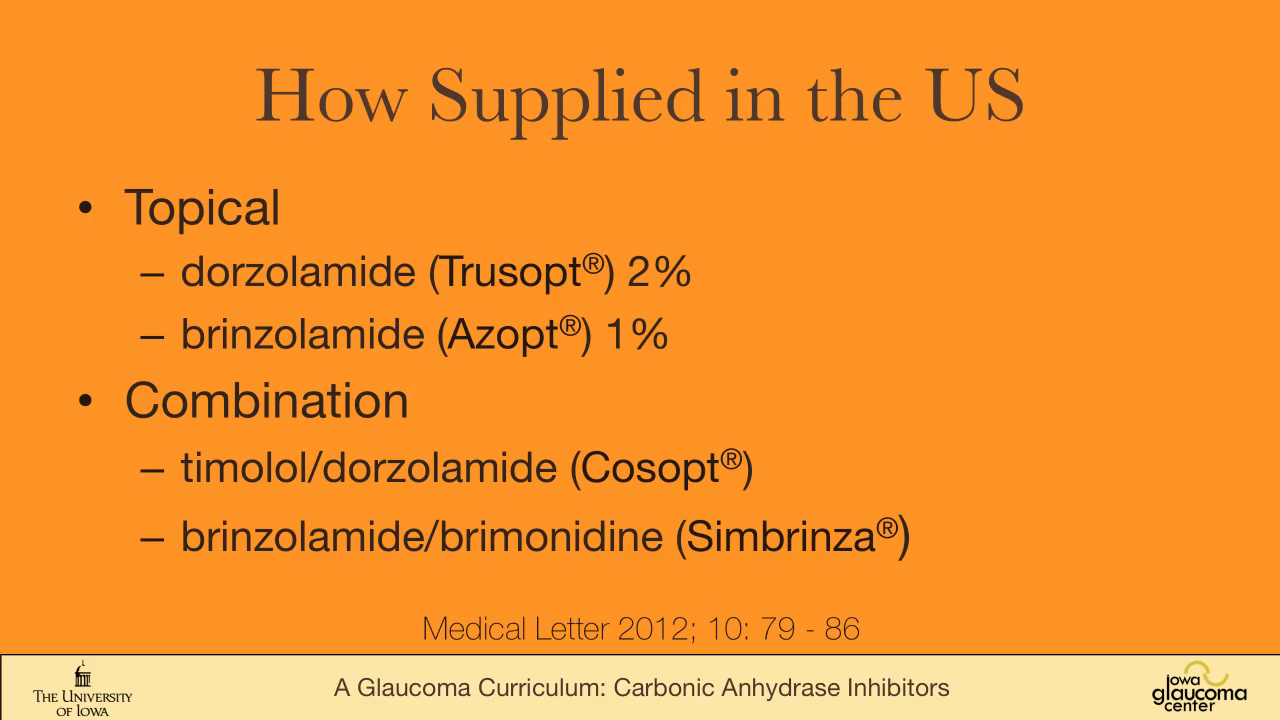 How Supplied in the US
• Topical
– dorzolamide (Trusopt®) 2%
– brinzolamide (Azopt®) 1%
• Combination
– timolol/dorzolamide (Cosopt®)
– brinzolamide/brimonidine (Simbrinza®)
Medical Letter 2012; 10: 79 - 86
THE UNIVERSITY
OF IOWA
A Glaucoma Curriculum: Carbonic Anhydrase Inhibitors
Iowa
glaucoma
center